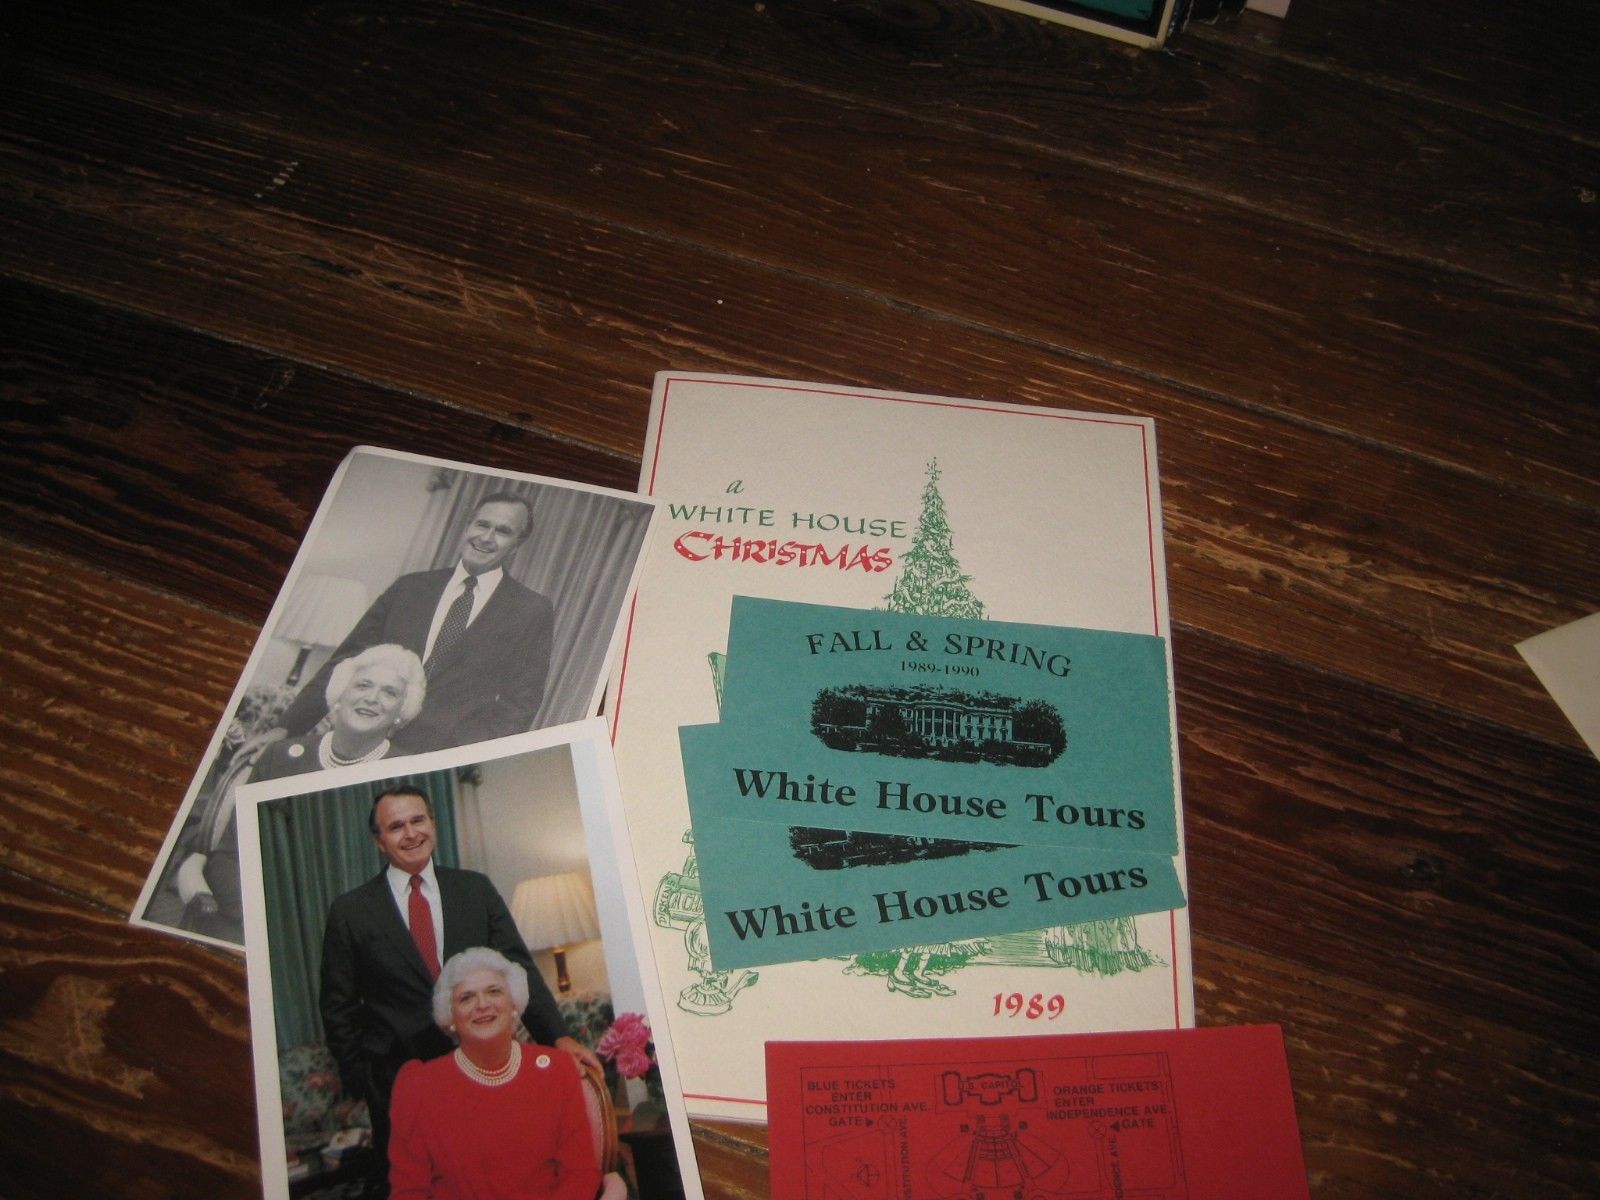 a
WHITE HOUSE
CHRISTMAS
FALL & SPRING
1989-1990
White House Tours
White House Tours
DICKENS
1989
BLUE TICKETS
ENTER
CONSTITUTION AVE.
GATE
U.S. CAPITOL
ORANGE TICKETS
ENTER
INDEPENDENCE AVE.
GATE